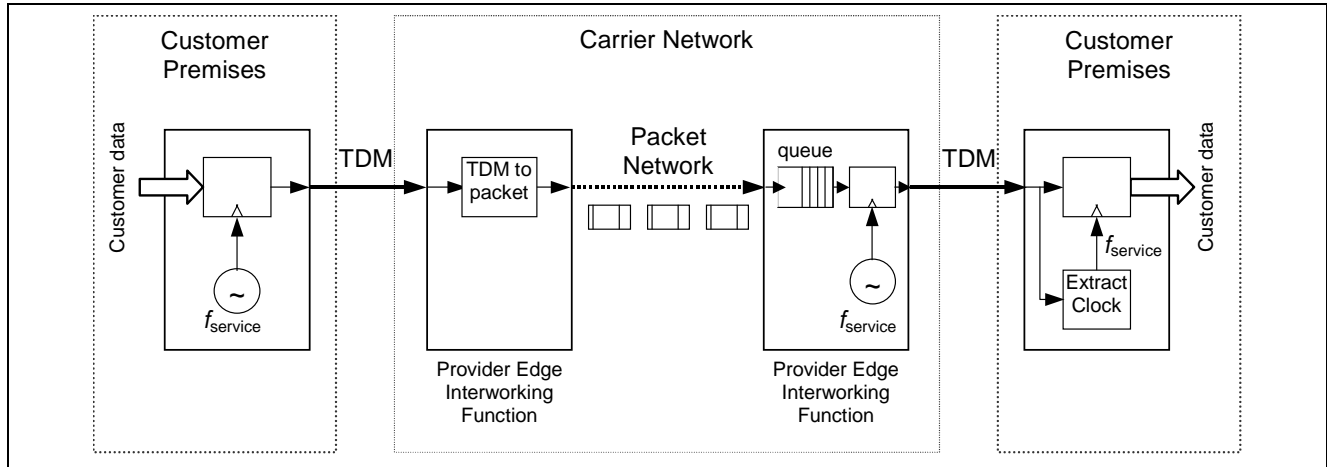 Customer
Premises
Carrier Network
Customer
Premises
Customer data
TDM
TDM to
packet
Packet
Network
queue
TDM
Customer data
~
fservice
~
fservice
fservice
Extract
Clock
Provider Edge
Interworking
Function
Provider Edge
Interworking
Function